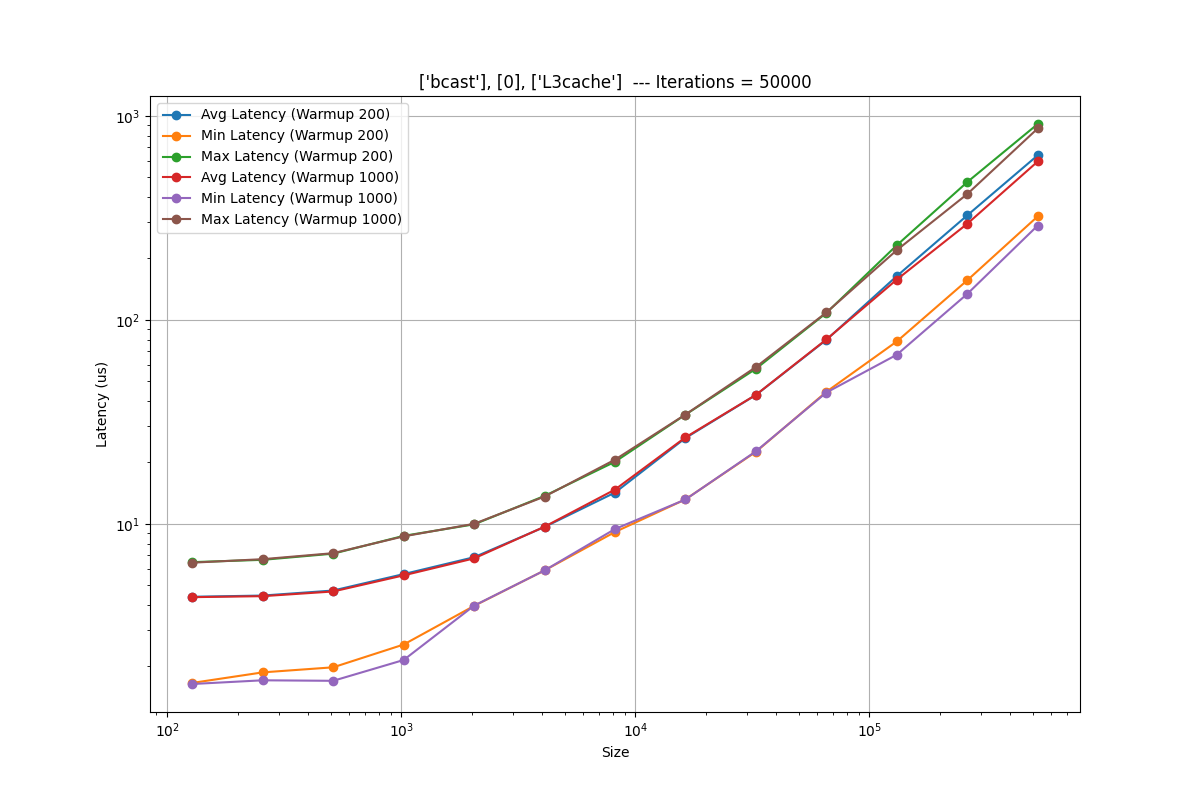 ['bcast'], [0], ['L3cache']  --- Iterations = 50000
Avg Latency (Warmup 200)
Min Latency (Warmup 200)
Max Latency (Warmup 200)
Avg Latency (Warmup 1000)
Min Latency (Warmup 1000)
Max Latency (Warmup 1000)
Latency (us)
10³
10²
10¹
10² 10³ 10⁴ 10⁵
Size